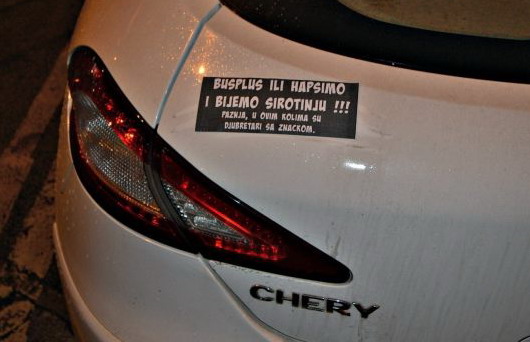 BUSPLUS ILI HAPSIMO
I BIJEMO SIROTINJU !!!
PAZNJA, U OVIM KOLIMA SU
DJUBRETARI SA ZNACKOM.
CHERY